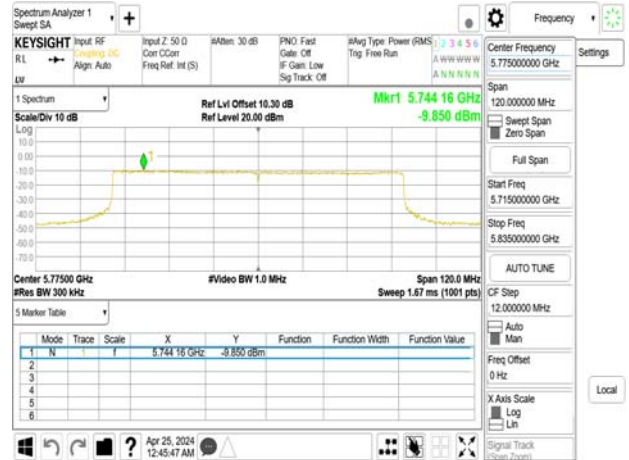 Spectrum Analyzer 1
Swept SA
+
Frequency
KEYSIGHT
RL
Input: RF
Coupling: DC
Align: Auto
Input Z: 50 Ω
Corr CCorr
Freq Ref: Int (S)
#Atten: 30 dB
PNO: Fast
Gate: Off
IF Gain: Low
Sig Track: Off
#Avg Type: Power (RMS
Trig: Free Run
1 2 3 4 5 6
A W W W W W
A N N N N N
LXI
1 Spectrum
Scale/Div 10 dB
Ref Lvl Offset 10.30 dB
Ref Level 20.00 dBm
Mkr1 5.744 16 GHz
-9.850 dBm
Log
10.0
0.00
-10.0
-20.0
-30.0
-40.0
-50.0
-60.0
-70.0
1
Center 5.77500 GHz
#Res BW 300 kHz
#Video BW 1.0 MHz
Span 120.0 MHz
Sweep 1.67 ms (1001 pts)
5 Marker Table
Mode Trace Scale X Y Function Function Width Function Value
1 N 1 f 5.744 16 GHz -9.850 dBm
2
3
4
5
6
?
Apr 25, 2024
12:45:47 AM
Center Frequency
5.775000000 GHz
Settings
Span
120.000000 MHz
Swept Span
Zero Span
Full Span
Start Freq
5.715000000 GHz
Stop Freq
5.835000000 GHz
AUTO TUNE
CF Step
12.000000 MHz
Auto
Man
Freq Offset
0 Hz
X Axis Scale
Log
Lin
Local
Signal Track
(Span Zoom)